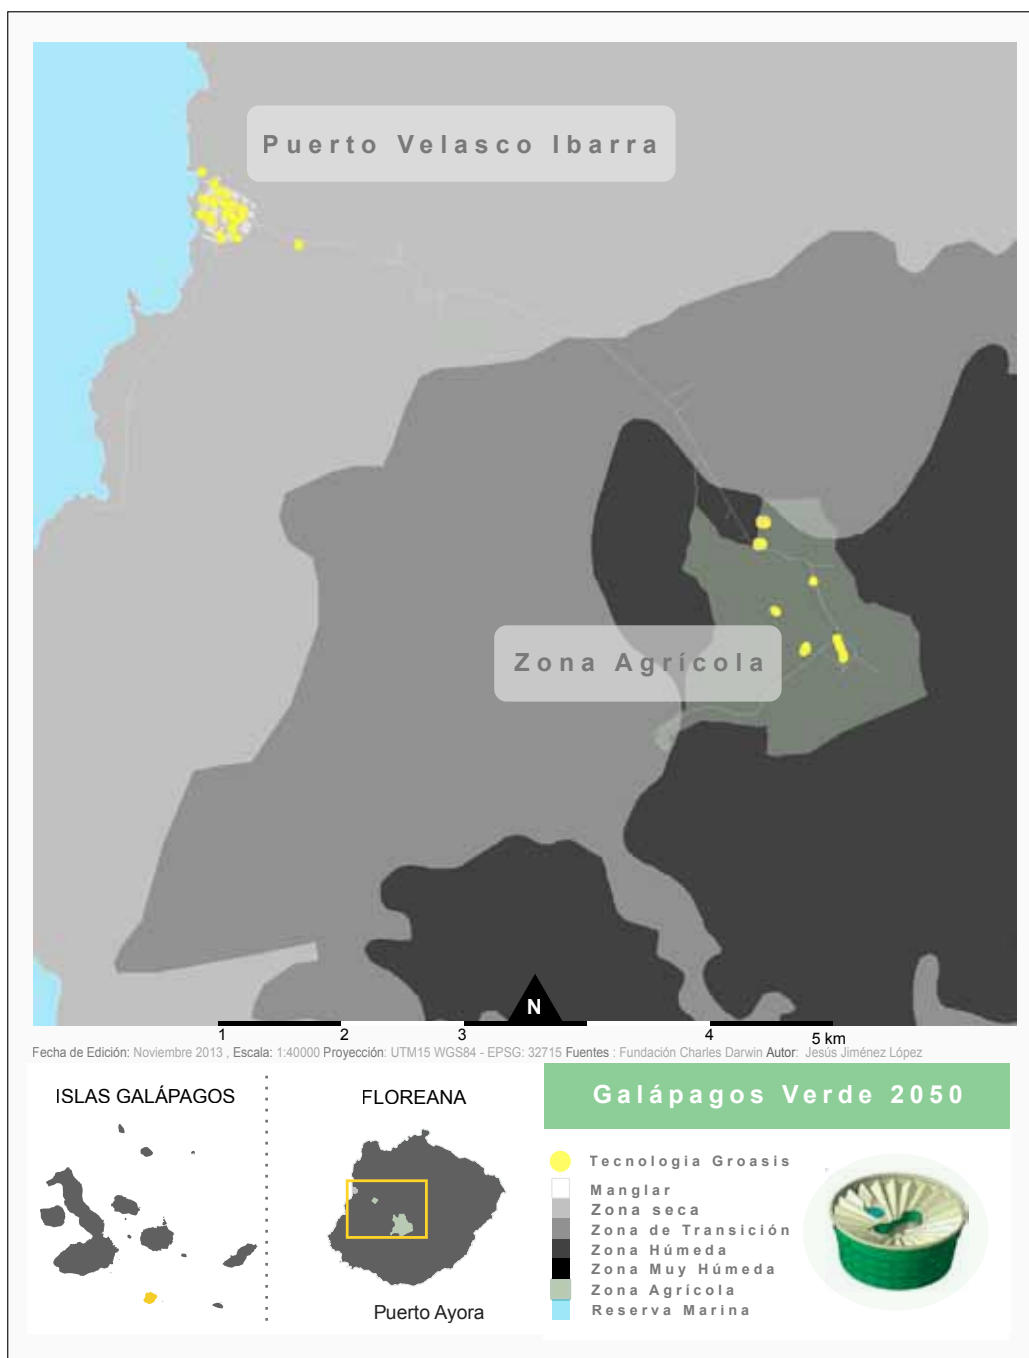 Puerto Velasco Ibarra
Zona Agrícola
N
1 2 3 4 5 km
Fecha de Edición: Noviembre 2013 , Escala: 1:40000 Proyección: UTM15 WGS84 - EPSG: 32715 Fuentes : Fundación Charles Darwin Autor: Jesús Jiménez López
ISLAS GALÁPAGOS
FLOREANA
Puerto Ayora
Galápagos Verde 2050
Tecnologia Groasis
Manglar
Zona seca
Zona de Transición
Zona Húmeda
Zona Muy Húmeda
Zona Agrícola
Reserva Marina